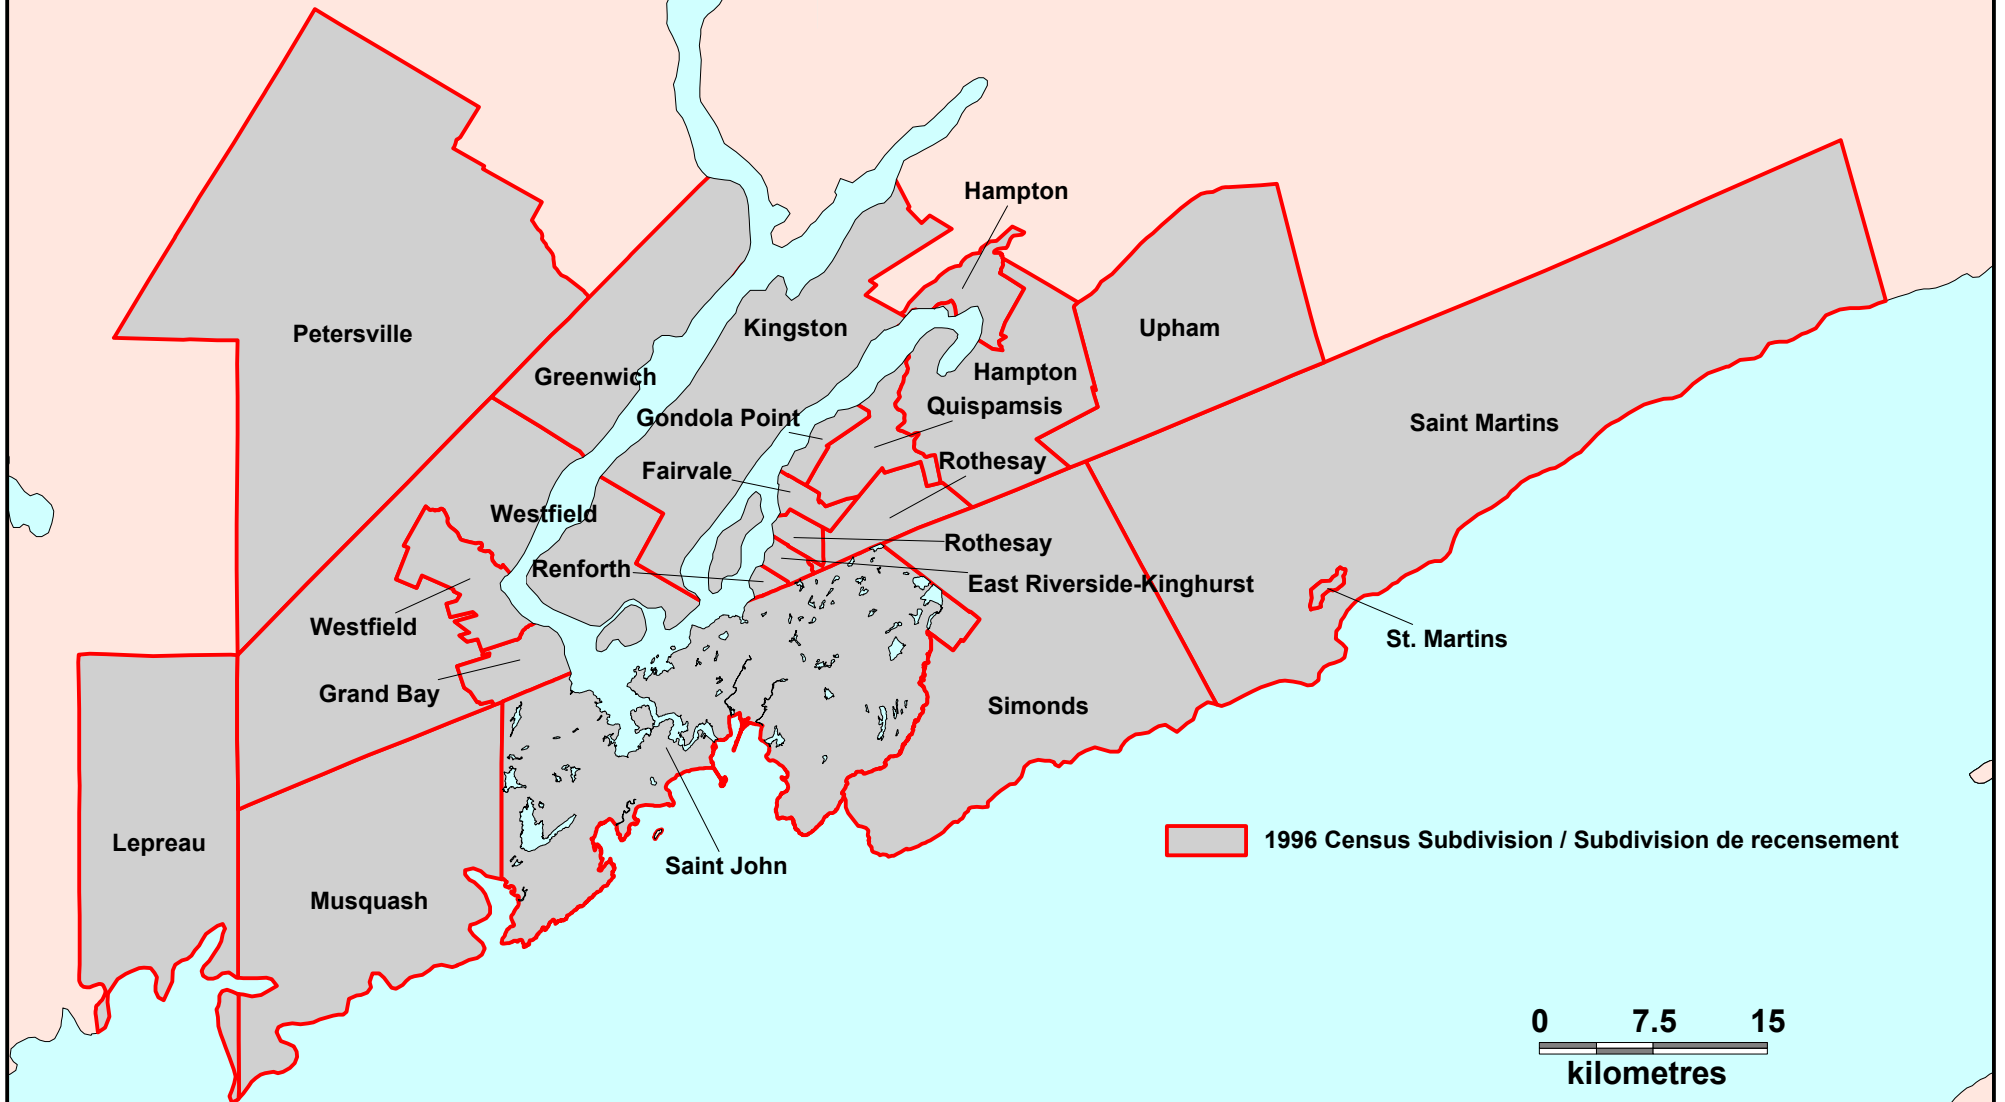 Hampton
Petersville
Kingston
Upham
Greenwich
Hampton
Quispamsis
Gondola Point
Saint Martins
Rothesay
Fairvale
Westfield
Rothesay
Renforth
East Riverside-Kinghurst
Westfield
St. Martins
Grand Bay
Simonds
Lepreau
Saint John
1996 Census Subdivision / Subdivision de recensement
Musquash
0 7.5 15
kilometres